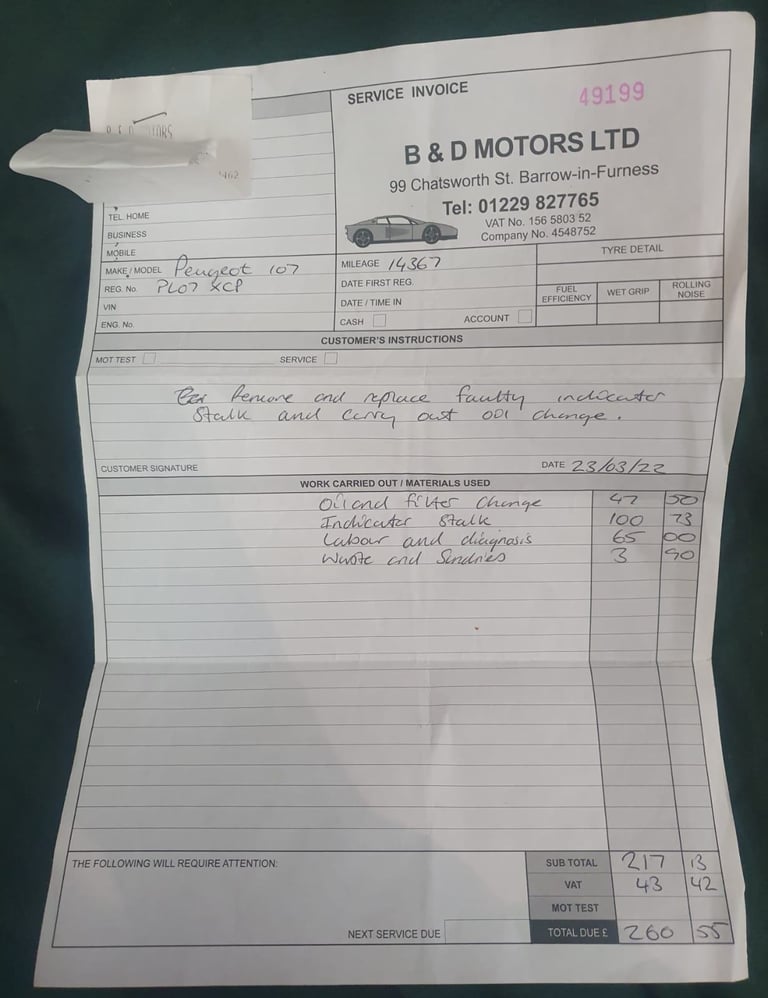 SERVICE INVOICE
49199
B & D MOTORS LTD
99 Chatsworth St. Barrow-in-Furness
Tel: 01229 827765
VAT No. 156 5803 52
Company No. 4548752
TEL. HOME
BUSINESS
MOBILE
MAKE / MODEL Peugeot 107
REG. No. PL07 XCP
VIN
ENG. No.
MILEAGE 14367
DATE FIRST REG.
DATE / TIME IN
CASH
ACCOUNT
TYRE DETAIL
FUEL EFFICIENCY
WET GRIP
ROLLING NOISE
CUSTOMER'S INSTRUCTIONS
MOT TEST
SERVICE
Remove and replace faulty indicator
Stalk and carry out oil change.
CUSTOMER SIGNATURE
DATE 23/03/22
WORK CARRIED OUT / MATERIALS USED
Oil and filter change 47 50
Indicator Stalk 100 73
Labour and diagnosis 65 00
Waste and Sundries 3 90
THE FOLLOWING WILL REQUIRE ATTENTION:
SUB TOTAL 217 13
VAT 43 42
MOT TEST
NEXT SERVICE DUE
TOTAL DUE £ 260 55